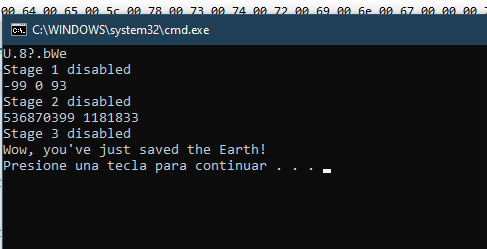 00 64 00 00 5c 00 78 00 73 00 74 00 72 00 69 00 6e 00 67 00 00 00
C:\WINDOWS\system32\cmd.exe
U.8?.bWe
Stage 1 disabled
-99 0 93
Stage 2 disabled
536870399 1181833
Stage 3 disabled
Wow, you've just saved the Earth!
Presione una tecla para continuar . . .